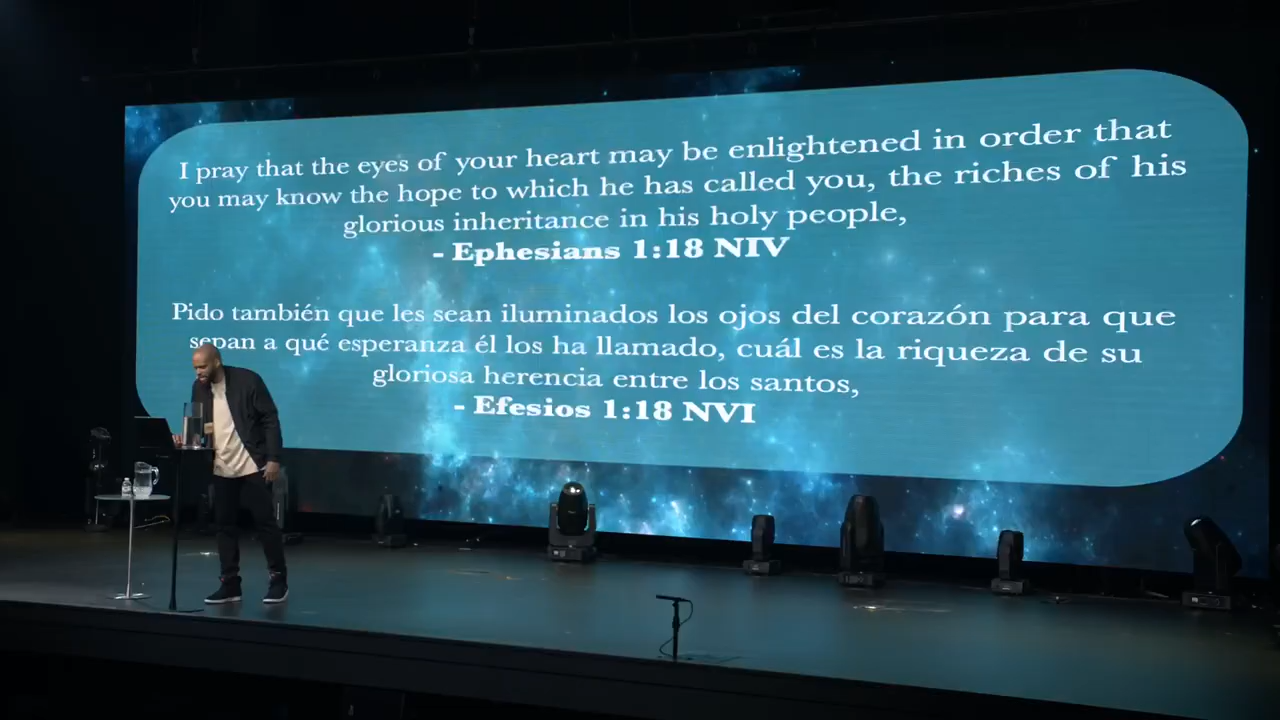 I pray that the eyes of your heart may be enlightened in order that
you may know the hope to which he has called you, the riches of his
glorious inheritance in his holy people,
- Ephesians 1:18 NIV
Pido también que les sean iluminados los ojos del corazón para que
sepan a qué esperanza él los ha llamado, cuál es la riqueza de su
gloriosa herencia entre los santos,
- Efesios 1:18 NVI